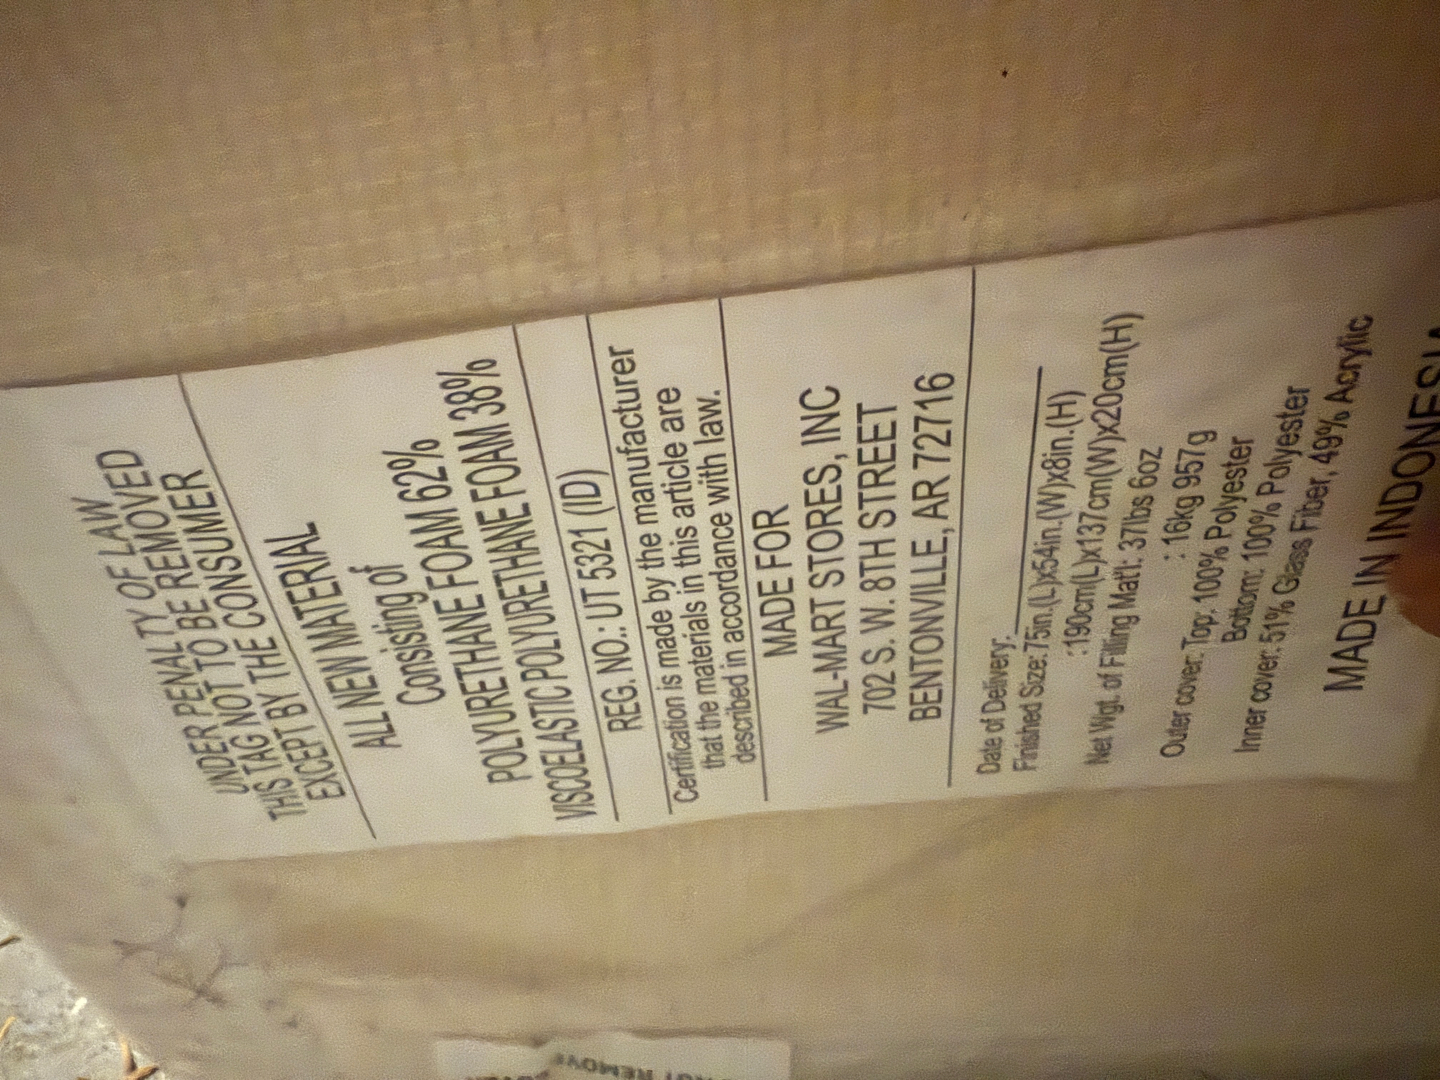 UNDER PENALTY OF LAW
THIS TAG NOT TO BE REMOVED
EXCEPT BY THE CONSUMER
ALL NEW MATERIAL
Consisting of
POLYURETHANE FOAM 62%
VISCOELASTIC POLYURETHANE FOAM 38%
REG. NO.: UT 5321 (ID)
Certification is made by the manufacturer
that the materials in this article are
described in accordance with law.
MADE FOR
WAL-MART STORES, INC
702 S. W. 8TH STREET
BENTONVILLE, AR 72716
Date of Delivery:
Finished Size: 75in.(L)x54in.(W)x8in.(H)
:190cm(L)x137cm(W)x20cm(H)
Net Wgt. of Filling Mat'l: 37lbs 6oz
: 16kg 957g
Outer cover: Top: 100% Polyester
Bottom: 100% Polyester
Inner cover: 51% Glass Fiber, 49% Acrylic
MADE IN INDONESIA
NOT REMOVE